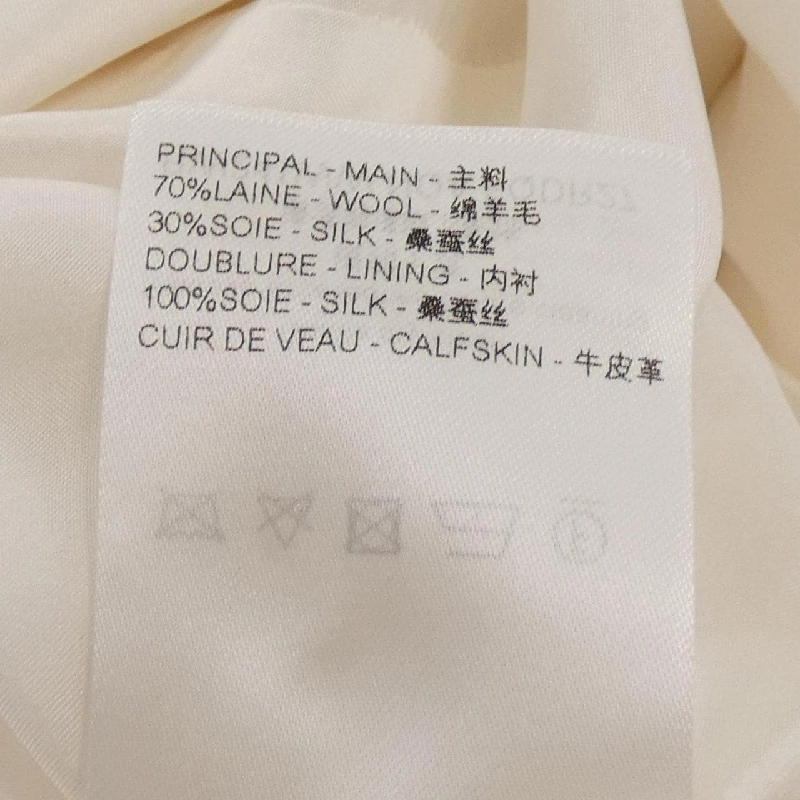 PRINCIPAL - MAIN - 主料
70%LAINE - WOOL - 绵羊毛
30%SOIE - SILK - 桑蚕丝
DOUBLURE - LINING - 内衬
100%SOIE - SILK - 桑蚕丝
CUIR DE VEAU - CALFSKIN - 牛皮革